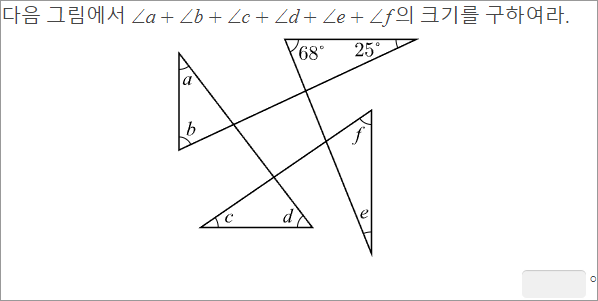 다음 그림에서 ∠a + ∠b + ∠c + ∠d + ∠e + ∠f의 크기를 구하여라.
68° 25°
a
b
f
c d e
°